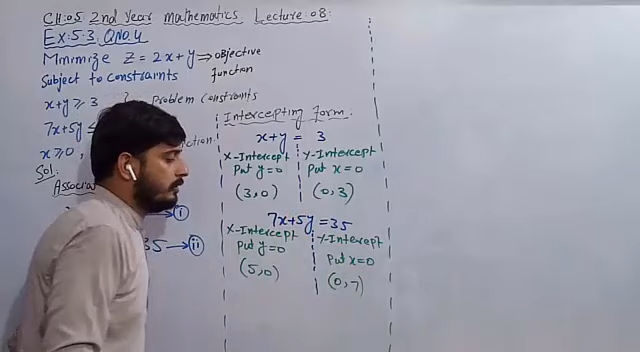 CH:05 2nd Year Mathematics Lecture 08:
Ex:5.3 QNO.4
Minimize Z = 2x+y → objective function
Subject to constraints
x+y ≥ 3 Problem constraints
7x+5y ≤
x ≥ 0,
Sol:
→ (i)
35 → (ii)
Intercepting Form:
x+y = 3
X-Intercept Y-Intercept
Put y=0 Put x=0
(3,0) (0,3)
7x+5y = 35
X-Intercept Y-Intercept
Put y=0 Put x=0
(5,0) (0,7)